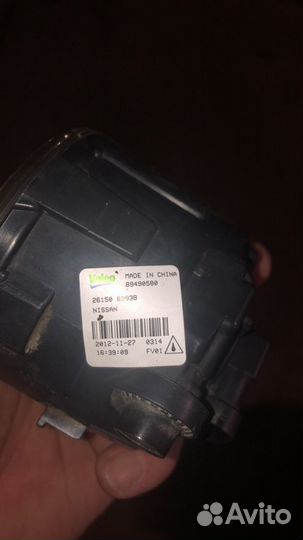 Valeo MADE IN CHINA
89490590
26150 8993B
NISSAN
2012-11-27 0314
16:39:09 FV01
Avito